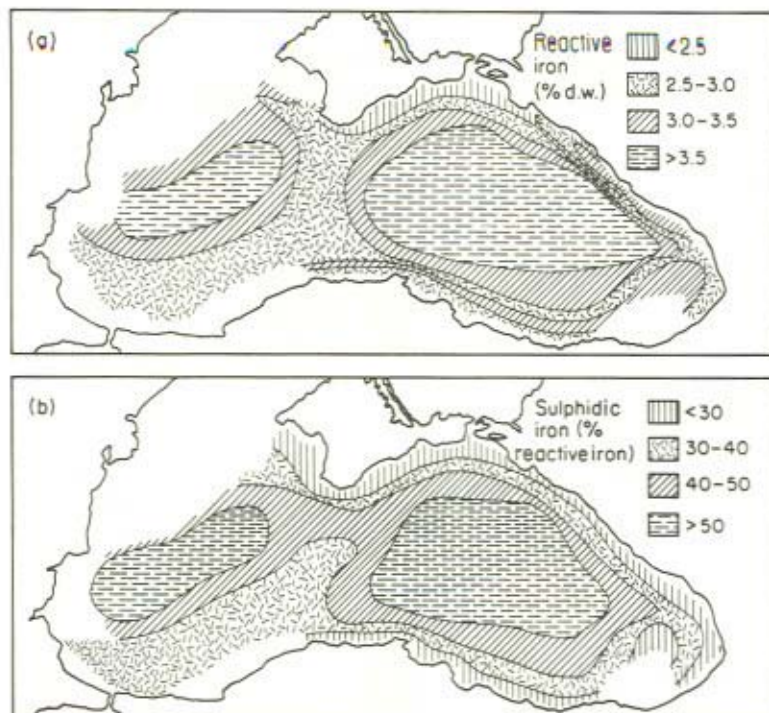 (a)
Reactive
iron
(% d.w.)
<2.5
2.5–3.0
3.0–3.5
>3.5
(b)
Sulphidic
iron (%
reactive iron)
<30
30–40
40–50
>50